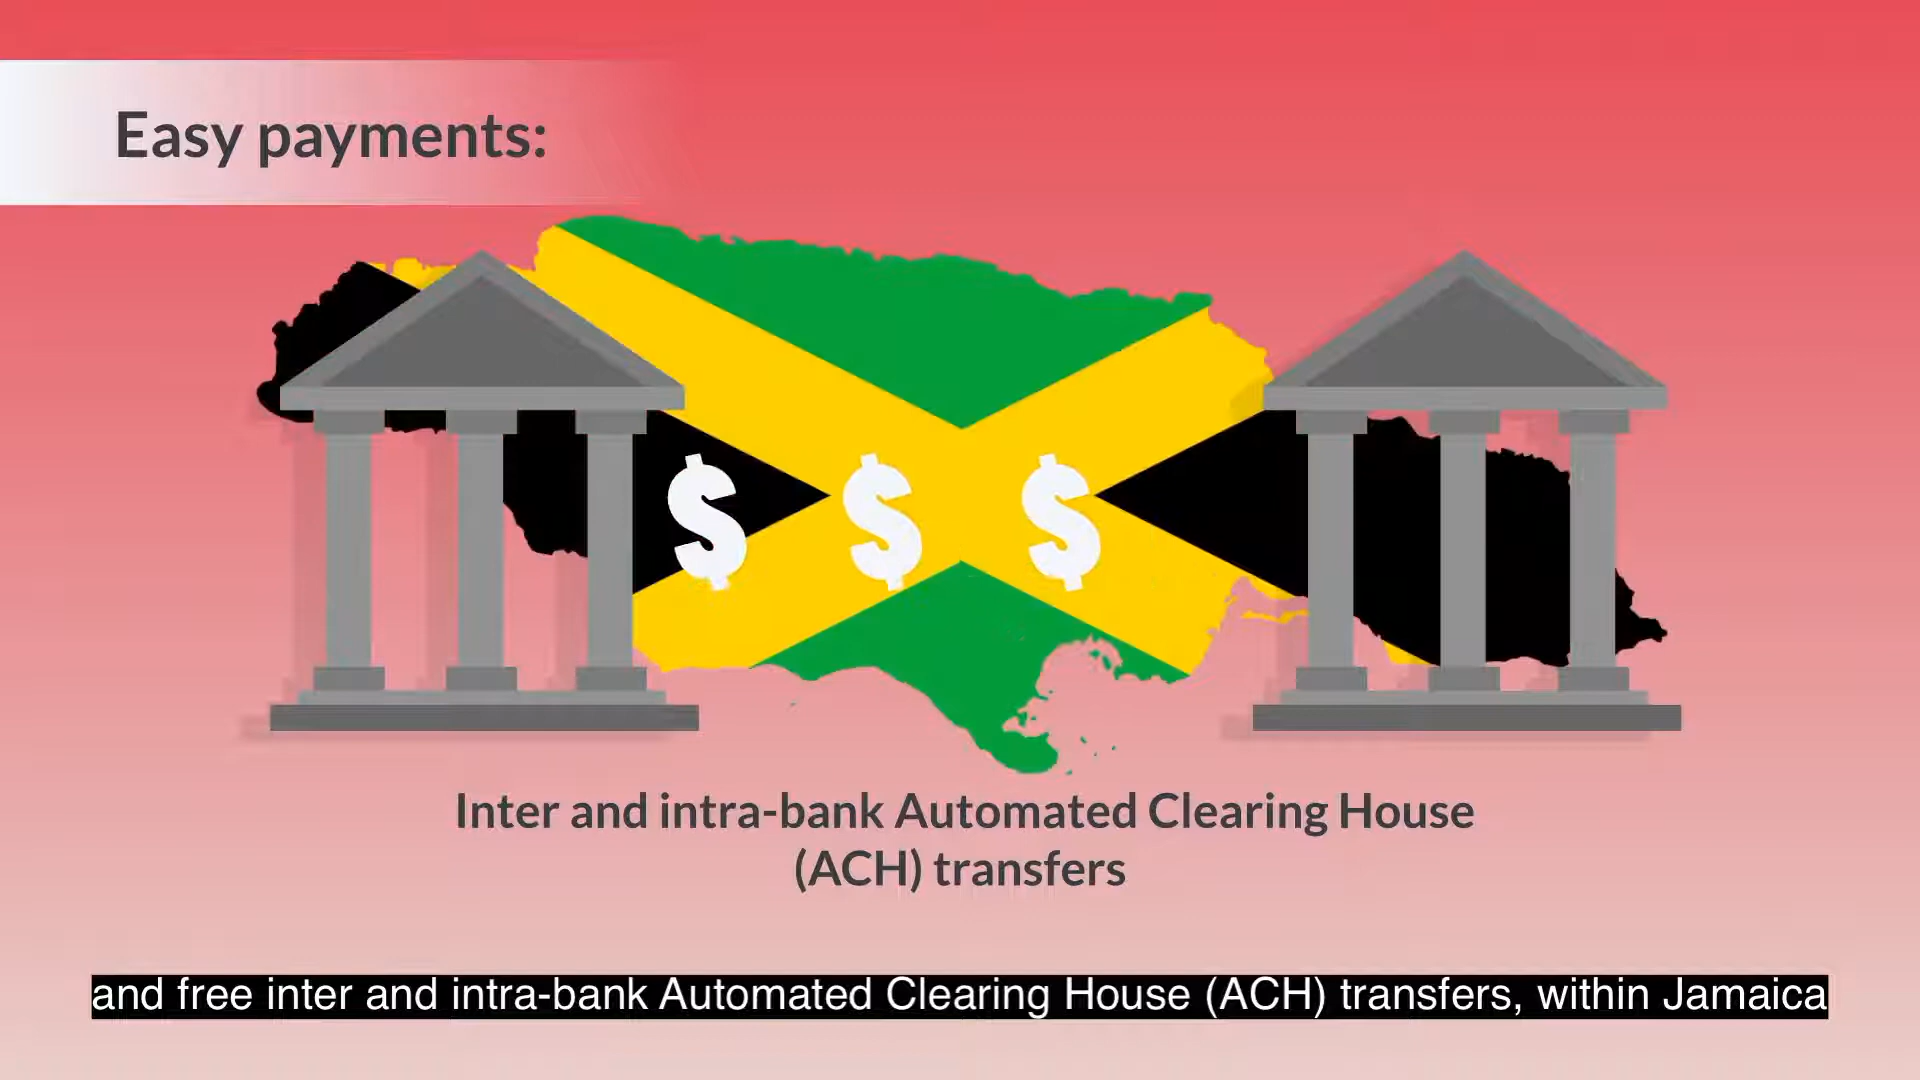 Easy payments:
$ $ $
Inter and intra-bank Automated Clearing House
(ACH) transfers
and free inter and intra-bank Automated Clearing House (ACH) transfers, within Jamaica